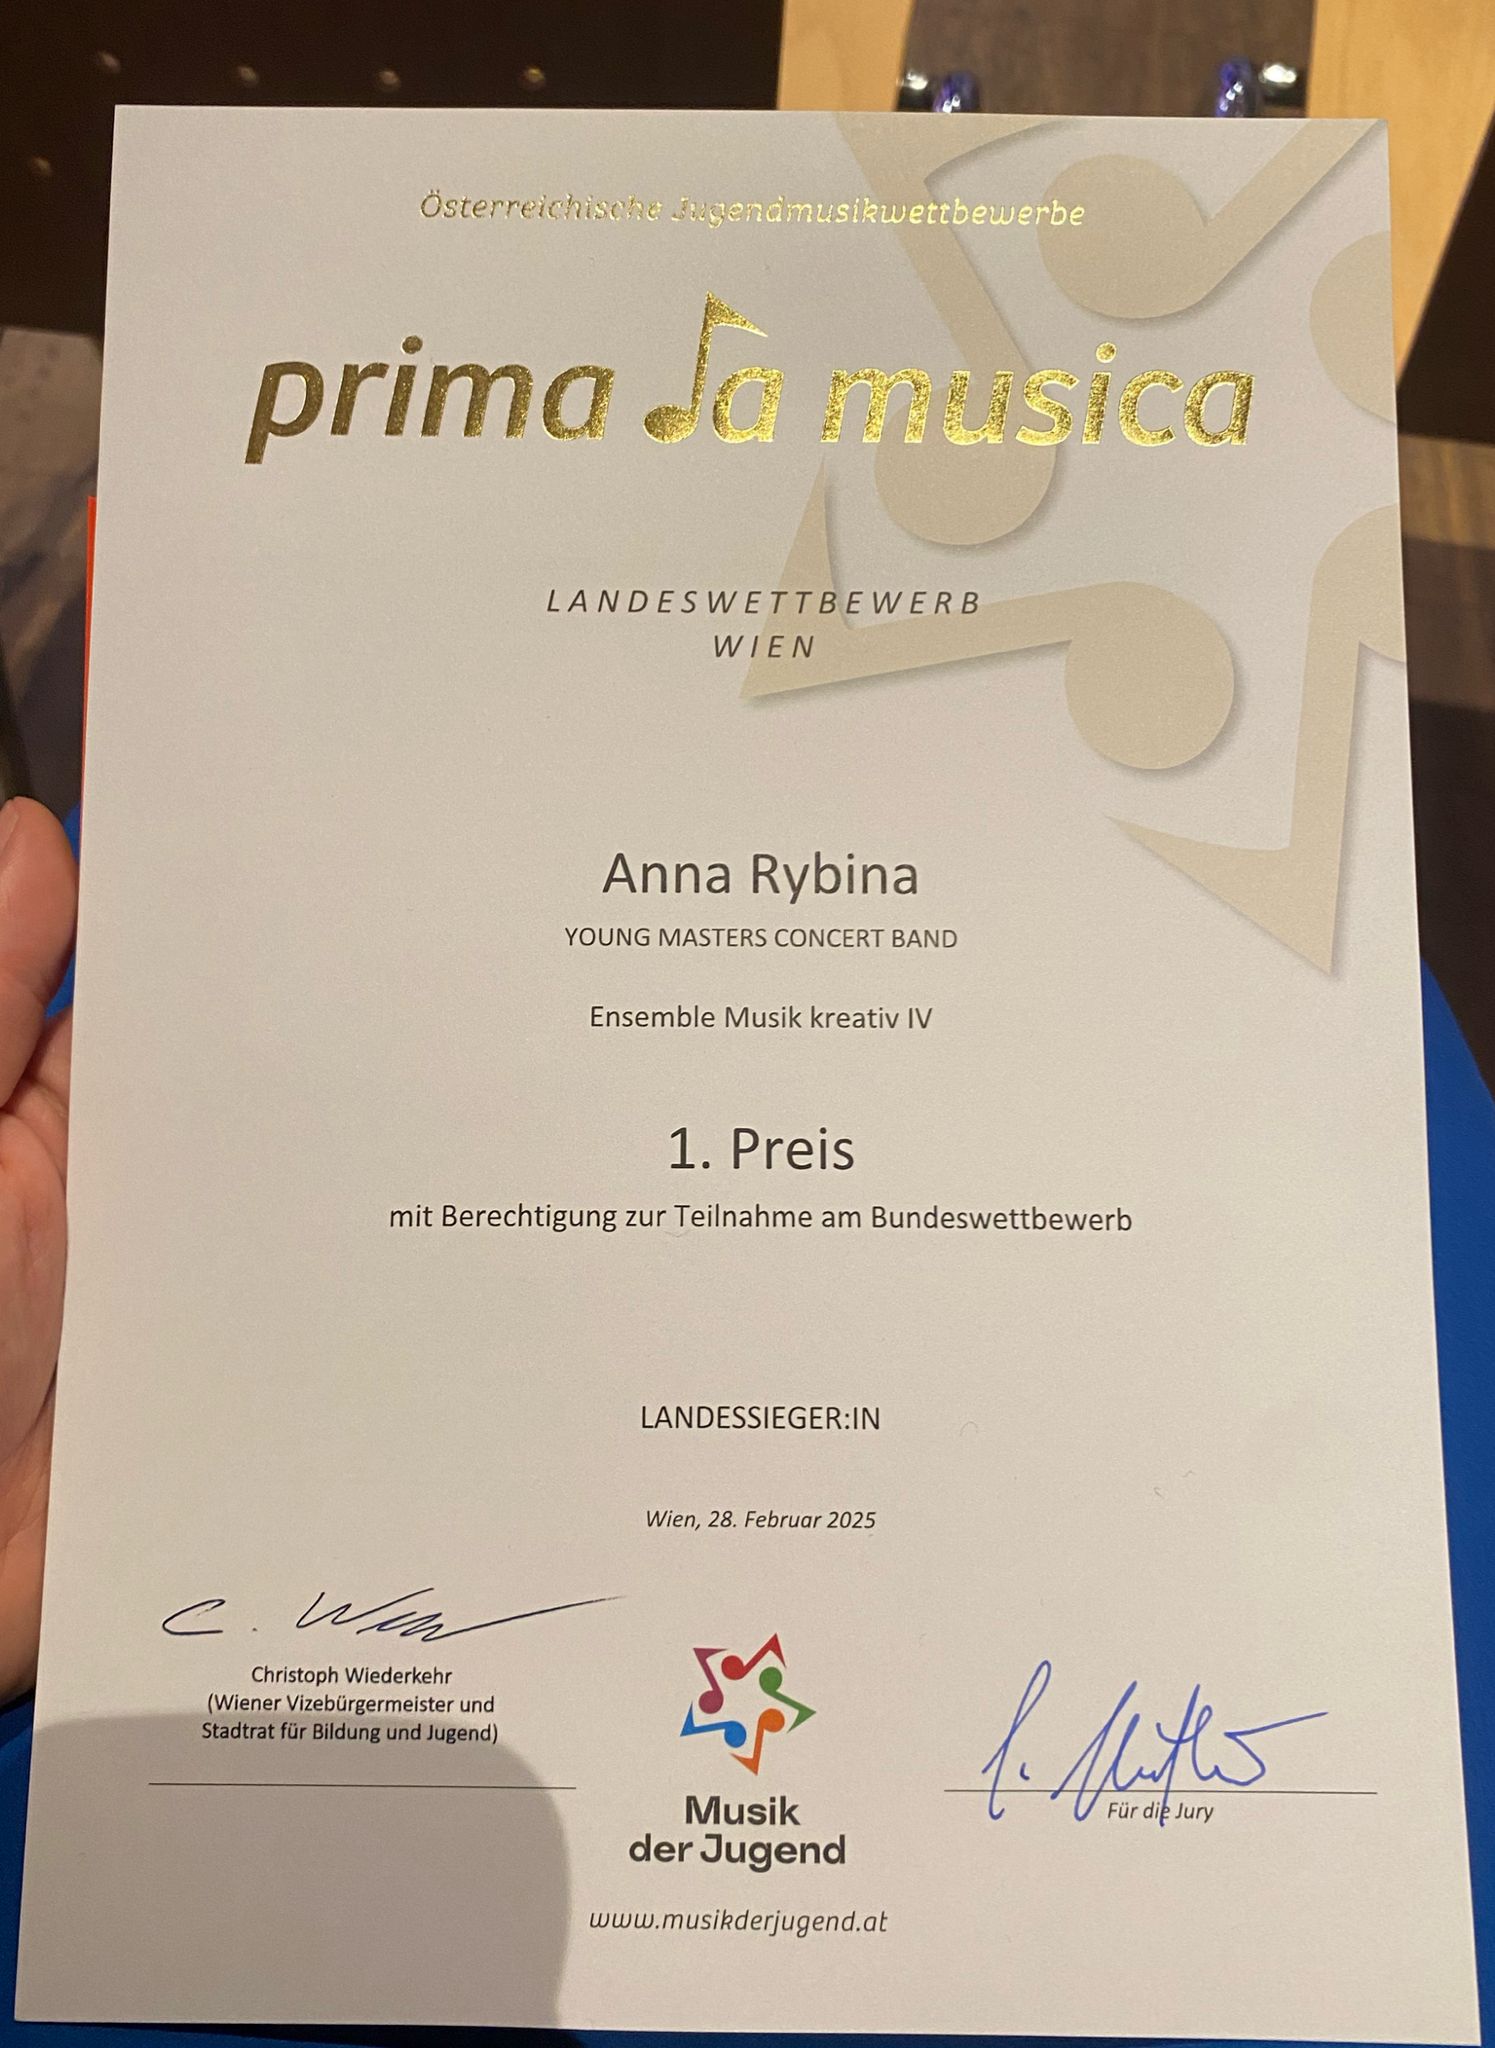 Österreichische Jugendmusikwettbewerbe
prima la musica
LANDESWETTBEWERB
WIEN
Anna Rybina
YOUNG MASTERS CONCERT BAND
Ensemble Musik kreativ IV
1. Preis
mit Berechtigung zur Teilnahme am Bundeswettbewerb
LANDESSIEGER:IN
Wien, 28. Februar 2025
Christoph Wiederkehr
(Wiener Vizebürgermeister und
Stadtrat für Bildung und Jugend)
Für die Jury
Musik
der Jugend
www.musikderjugend.at